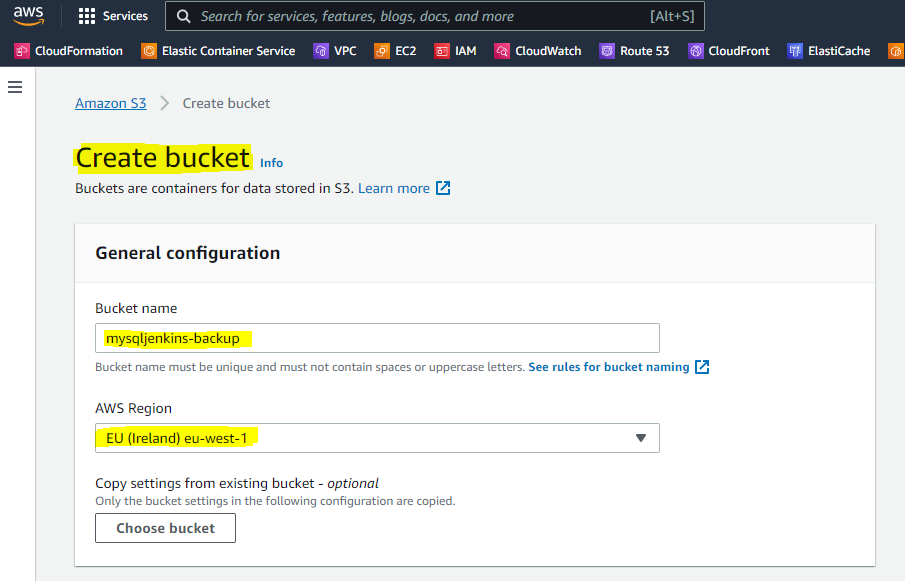 aws Services Search for services, features, blogs, docs, and more [Alt+S]
CloudFormation Elastic Container Service VPC EC2 IAM CloudWatch Route 53 CloudFront ElastiCache
Amazon S3 Create bucket
Create bucket Info
Buckets are containers for data stored in S3. Learn more
General configuration
Bucket name
mysqljenkins-backup
Bucket name must be unique and must not contain spaces or uppercase letters. See rules for bucket naming
AWS Region
EU (Ireland) eu-west-1
Copy settings from existing bucket - optional
Only the bucket settings in the following configuration are copied.
Choose bucket